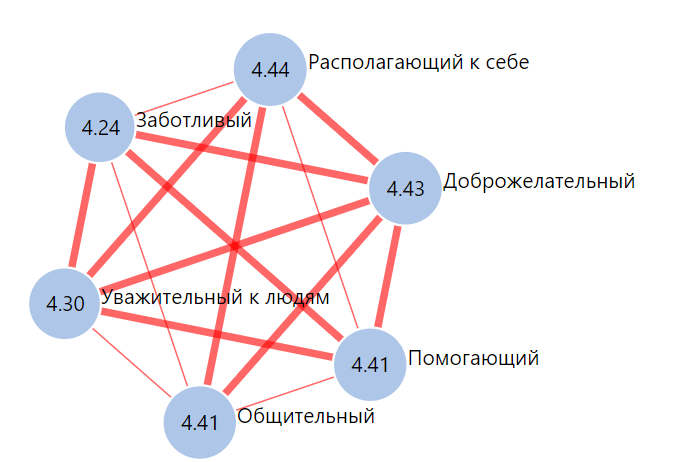 4.44 Располагающий к себе
4.24 Заботливый
4.43 Доброжелательный
4.30 Уважительный к людям
4.41 Помогающий
4.41 Общительный